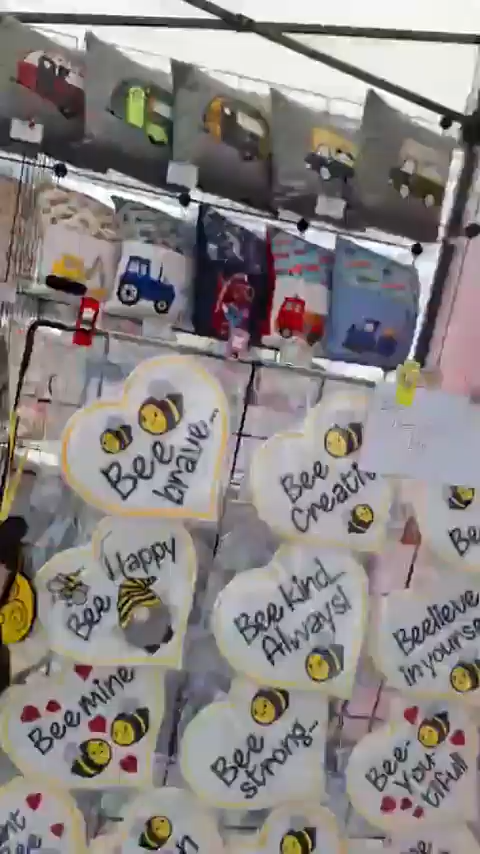 Bee
brave...
Bee
Creati
Be
Happy
Bee
Bee kind
Always!
Beelieve
in yourse
Bee mine
Bee
strong...
Bee-
You
tifull